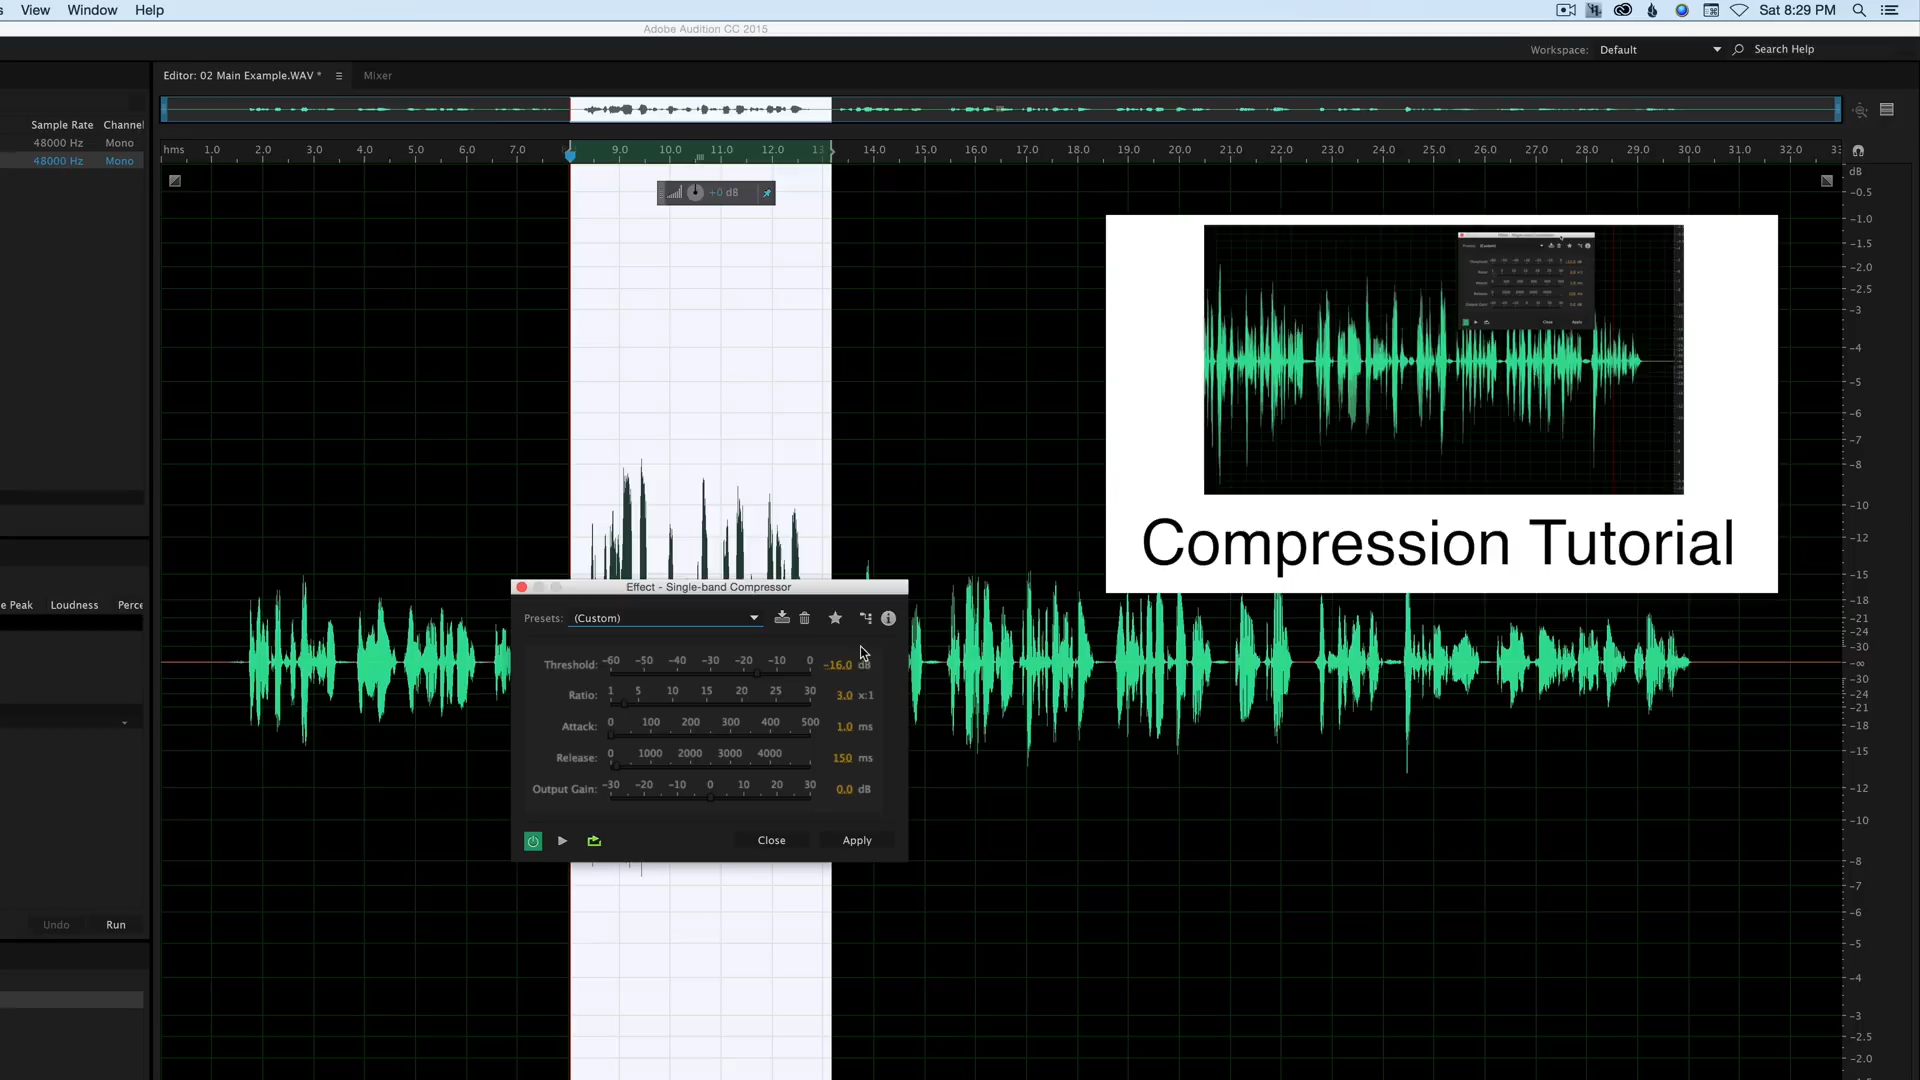 s View Window Help Sat 8:29 PM
Adobe Audition CC 2015
Workspace: Default Search Help
Editor: 02 Main Example.WAV * Mixer
Sample Rate Channel
48000 Hz Mono
48000 Hz Mono
hms 1.0 2.0 3.0 4.0 5.0 6.0 7.0 9.0 10.0 11.0 12.0 13 14.0 15.0 16.0 17.0 18.0 19.0 20.0 21.0 22.0 23.0 24.0 25.0 26.0 27.0 28.0 29.0 30.0 31.0 32.0 33
+0 dB
dB
-0.5
-1.0
-1.5
-2.0
-2.5
-3
-4
-5
-6
-7
-8
-10
-12
-15
-18
-21
-24
-30
-∞
-30
-24
-21
-18
-15
-12
-10
-8
-7
-6
-5
-4
-3
-2.5
-2.0
Compression Tutorial
e Peak Loudness Perce
Effect - Single-band Compressor
Presets: (Custom)
Threshold: -60 -50 -40 -30 -20 -10 0 -16.0 dB
Ratio: 1 5 10 15 20 25 30 3.0 x:1
Attack: 0 100 200 300 400 500 1.0 ms
Release: 0 1000 2000 3000 4000 150 ms
Output Gain: -30 -20 -10 0 10 20 30 0.0 dB
Close Apply
Undo Run